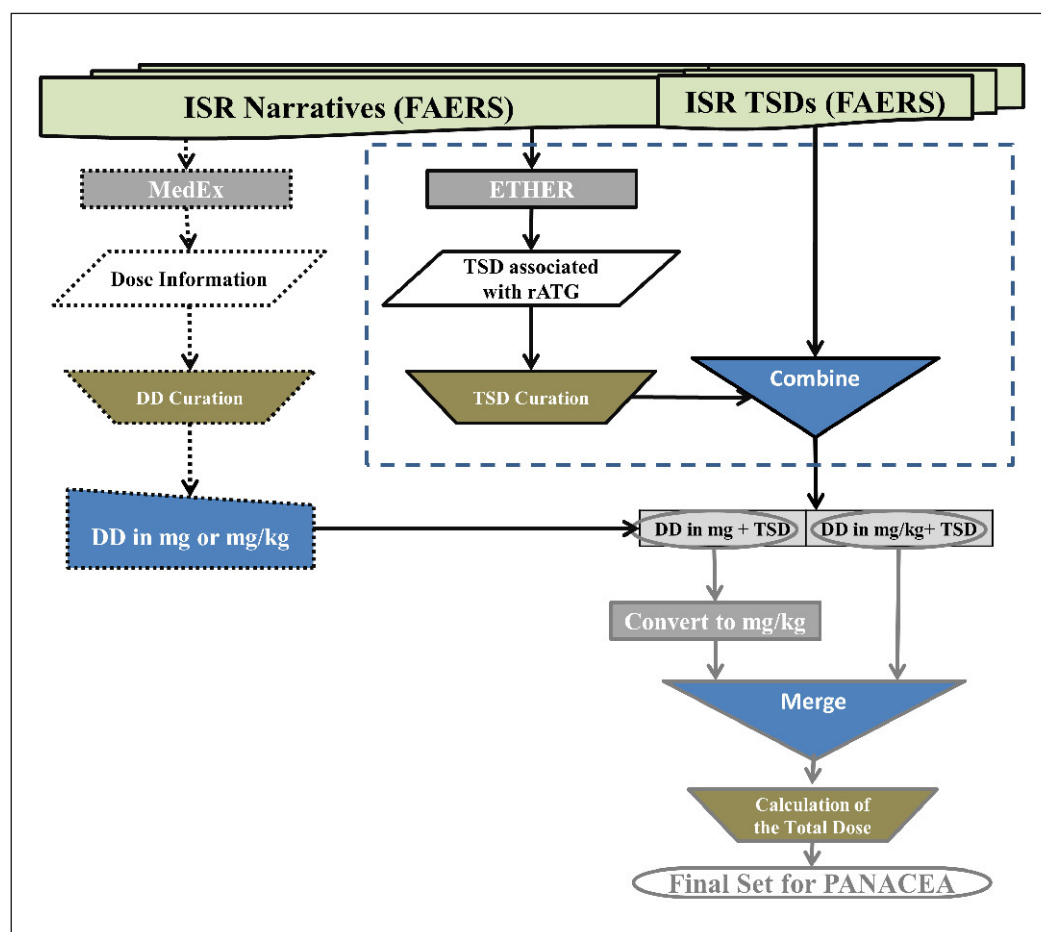 ISR Narratives (FAERS)
ISR TSDs (FAERS)
MedEx
ETHER
Dose Information
TSD associated
with rATG
DD Curation
TSD Curation
Combine
DD in mg or mg/kg
DD in mg + TSD
DD in mg/kg+ TSD
Convert to mg/kg
Merge
Calculation of
the Total Dose
Final Set for PANACEA